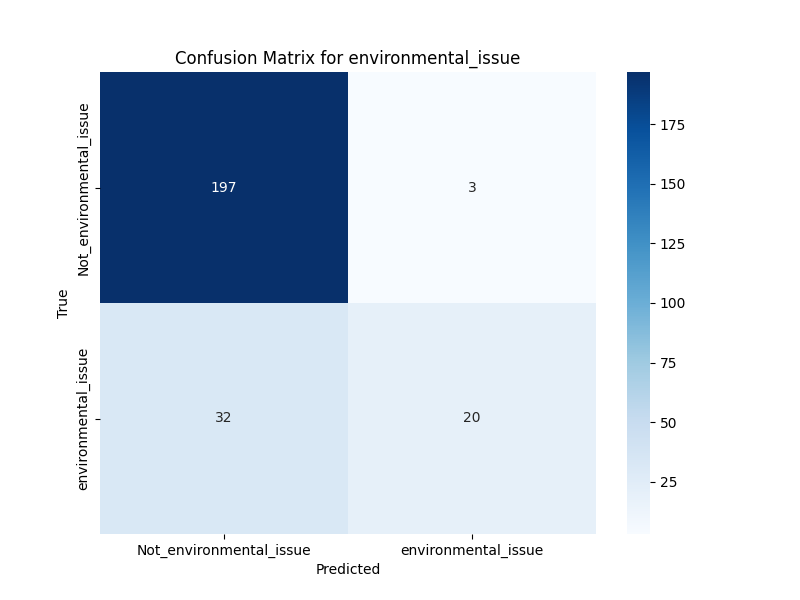 Confusion Matrix for environmental_issue
True
Not_environmental_issue
environmental_issue
197
3
32
20
Not_environmental_issue
environmental_issue
Predicted
175
150
125
100
75
50
25